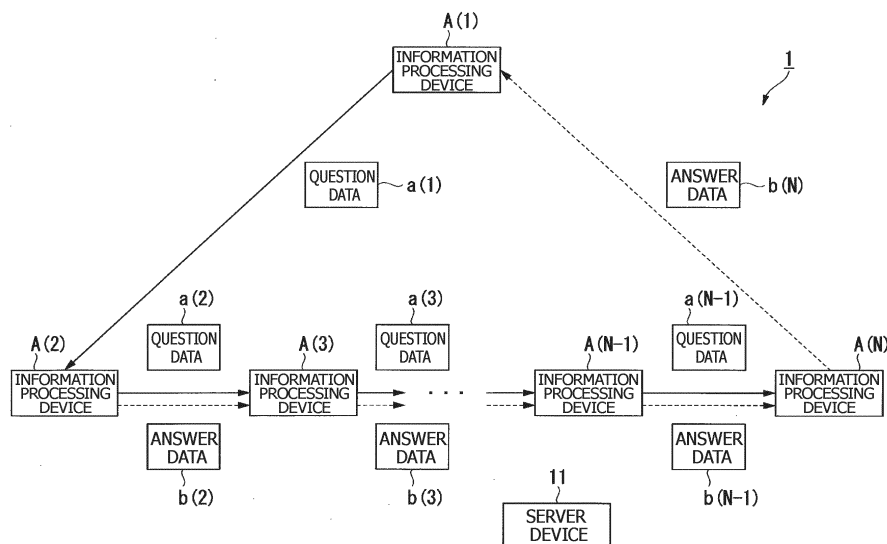 A(1)
INFORMATION
PROCESSING
DEVICE
1
QUESTION
DATA
a(1)
ANSWER
DATA
b(N)
a(2)
a(3)
a(N-1)
QUESTION
DATA
QUESTION
DATA
QUESTION
DATA
A(2)
A(3)
A(N-1)
A(N)
INFORMATION
PROCESSING
DEVICE
INFORMATION
PROCESSING
DEVICE
. . .
INFORMATION
PROCESSING
DEVICE
INFORMATION
PROCESSING
DEVICE
ANSWER
DATA
ANSWER
DATA
ANSWER
DATA
b(2)
b(3)
b(N-1)
11
SERVER
DEVICE